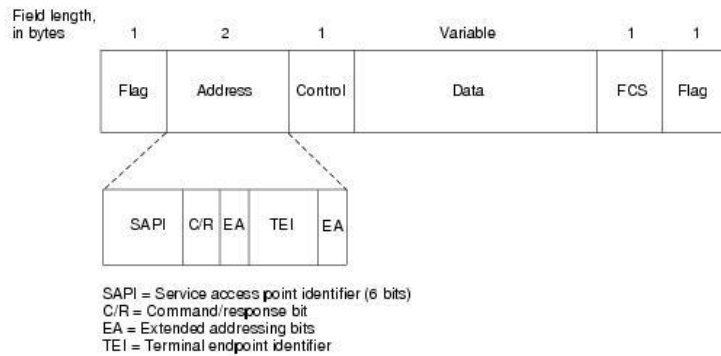 Field length,
in bytes 1 2 1 Variable 1 1
Flag Address Control Data FCS Flag
SAPI C/R EA TEI EA
SAPI = Service access point identifier (6 bits)
C/R = Command/response bit
EA = Extended addressing bits
TEI = Terminal endpoint identifier